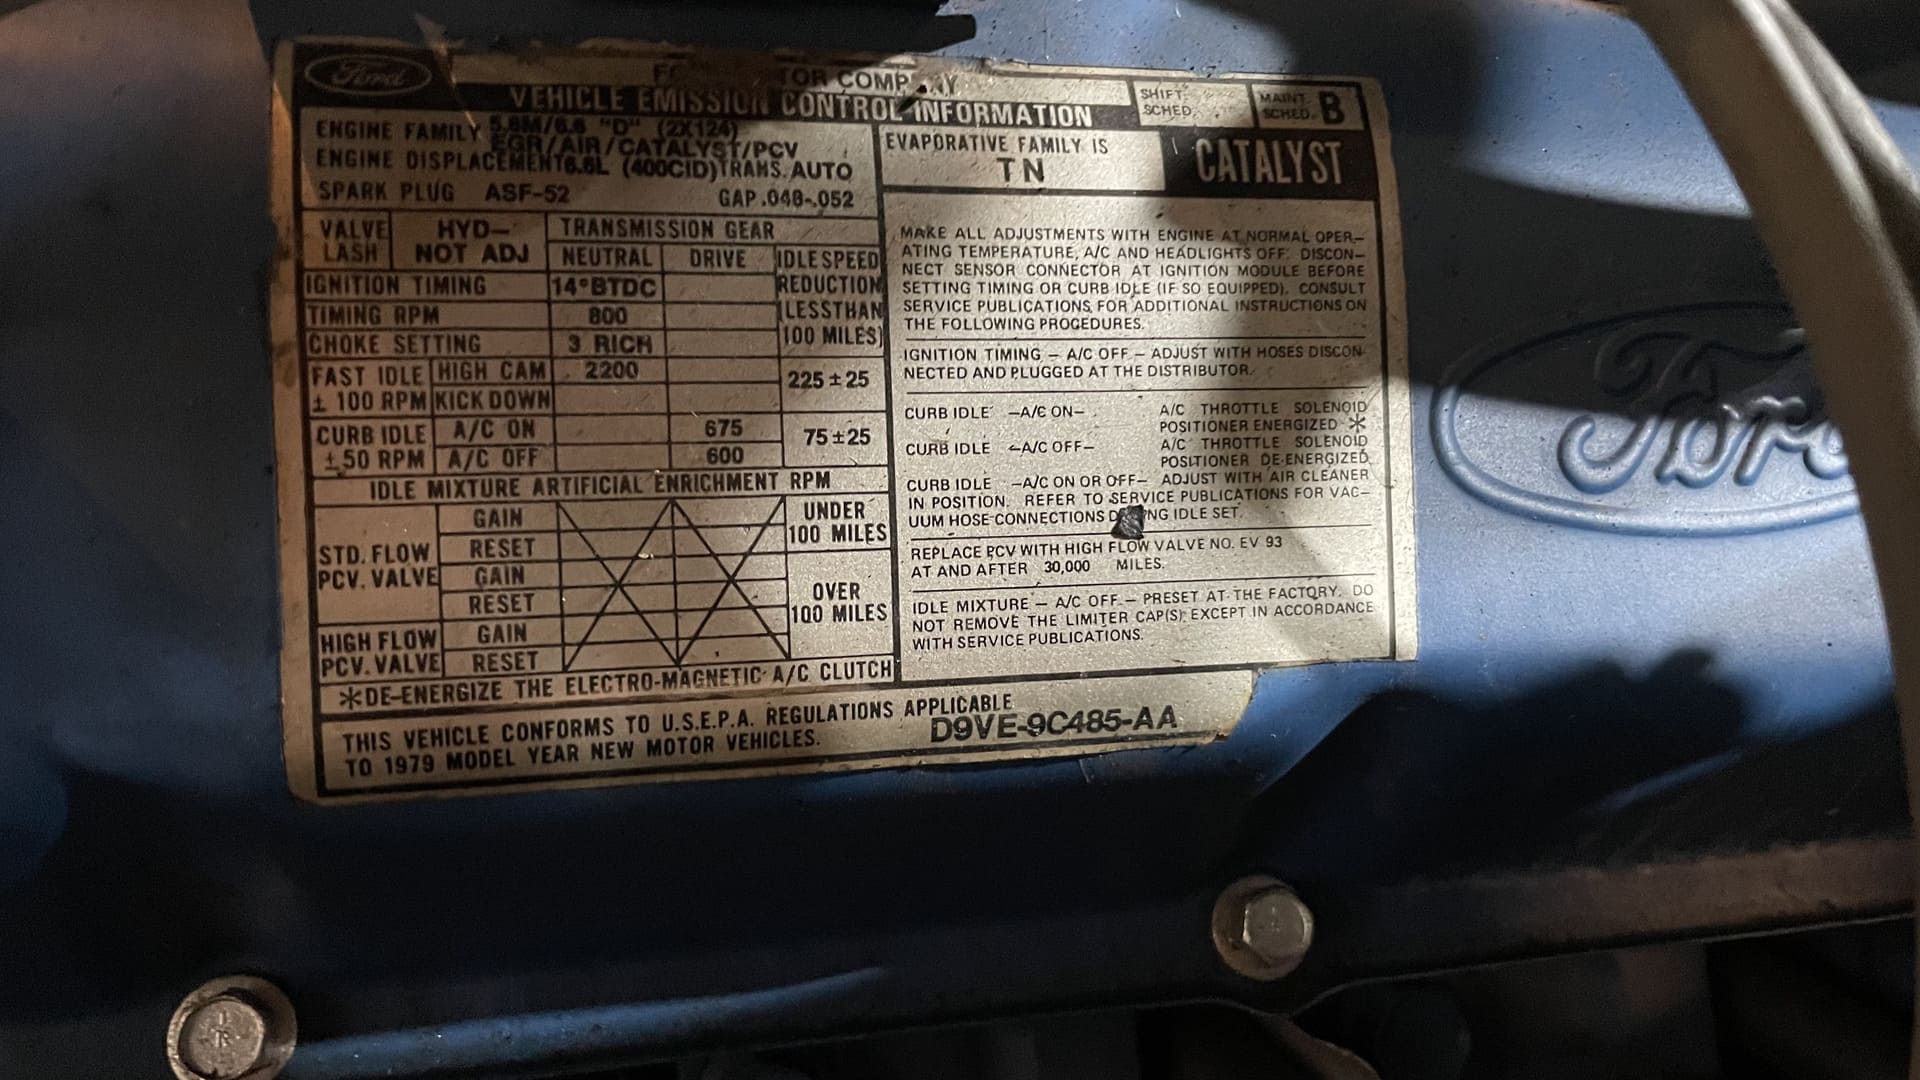 Ford
TOR COMP NY
VEHICLE EMISSION CONTROL INFORMATION
SHIFT.
SCHED.
MAINT.
SCHED. B
ENGINE FAMILY 5.8M/6.6 "D" (2X124)
EGR/AIR/CATALYST/PCV
ENGINE DISPLACEMENT 6.6L (400CID) TRANS. AUTO
SPARK PLUG ASF-52 GAP .048-.052
EVAPORATIVE FAMILY IS
TN
CATALYST
VALVE LASH HYD- NOT ADJ
TRANSMISSION GEAR
NEUTRAL DRIVE
IDLE SPEED
REDUCTION
(LESS THAN
100 MILES)
IGNITION TIMING 14°BTDC
TIMING RPM 800
CHOKE SETTING 3 RICH
FAST IDLE HIGH CAM 2200 225 ± 25
± 100 RPM KICK DOWN
CURB IDLE A/C ON 675 75 ± 25
± 50 RPM A/C OFF 600
IDLE MIXTURE ARTIFICIAL ENRICHMENT RPM
STD. FLOW
PCV. VALVE
GAIN
RESET
UNDER
100 MILES
GAIN
RESET
OVER
100 MILES
HIGH FLOW
PCV. VALVE
GAIN
RESET
*DE-ENERGIZE THE ELECTRO-MAGNETIC A/C CLUTCH
MAKE ALL ADJUSTMENTS WITH ENGINE AT NORMAL OPER-
ATING TEMPERATURE, A/C AND HEADLIGHTS OFF. DISCON-
NECT SENSOR CONNECTOR AT IGNITION MODULE BEFORE
SETTING TIMING OR CURB IDLE (IF SO EQUIPPED). CONSULT
SERVICE PUBLICATIONS FOR ADDITIONAL INSTRUCTIONS ON
THE FOLLOWING PROCEDURES.
IGNITION TIMING - A/C OFF - ADJUST WITH HOSES DISCON-
NECTED AND PLUGGED AT THE DISTRIBUTOR.
CURB IDLE -A/C ON- A/C THROTTLE SOLENOID
POSITIONER ENERGIZED *
CURB IDLE -A/C OFF- A/C THROTTLE SOLENOID
POSITIONER DE-ENERGIZED
CURB IDLE -A/C ON OR OFF- ADJUST WITH AIR CLEANER
IN POSITION. REFER TO SERVICE PUBLICATIONS FOR VAC-
UUM HOSE CONNECTIONS D NG IDLE SET.
REPLACE PCV WITH HIGH FLOW VALVE NO. EV 93
AT AND AFTER 30,000 MILES.
IDLE MIXTURE - A/C OFF - PRESET AT THE FACTORY. DO
NOT REMOVE THE LIMITER CAP(S) EXCEPT IN ACCORDANCE
WITH SERVICE PUBLICATIONS.
THIS VEHICLE CONFORMS TO U.S.E.P.A. REGULATIONS APPLICABLE
TO 1979 MODEL YEAR NEW MOTOR VEHICLES.
D9VE-9C485-AA
Ford